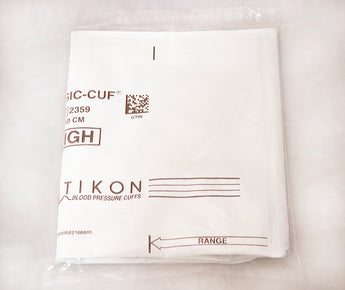 SIC-CUF®
2359
CM
GTIN
IGH
TIKON
BLOOD PRESSURE CUFFS
RANGE